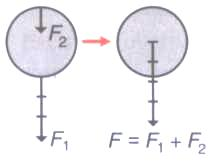 F₂
F₁
F = F₁ + F₂